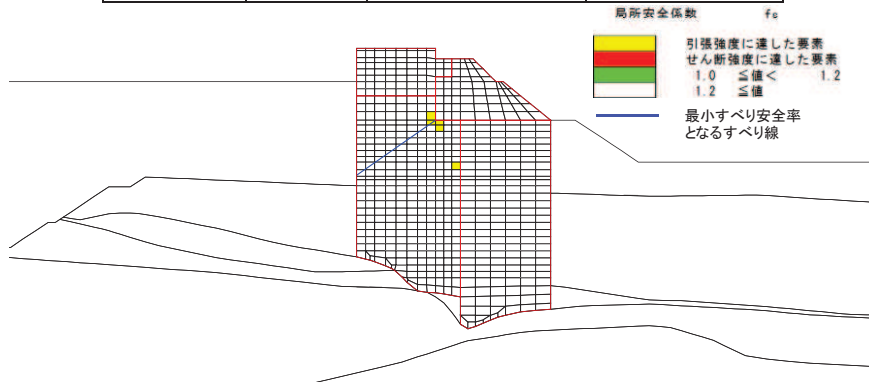 局所安全係数 fs
引張強度に達した要素
せん断強度に達した要素
1.0 ≦値< 1.2
1.2 ≦値
最小すべり安全率
となるすべり線